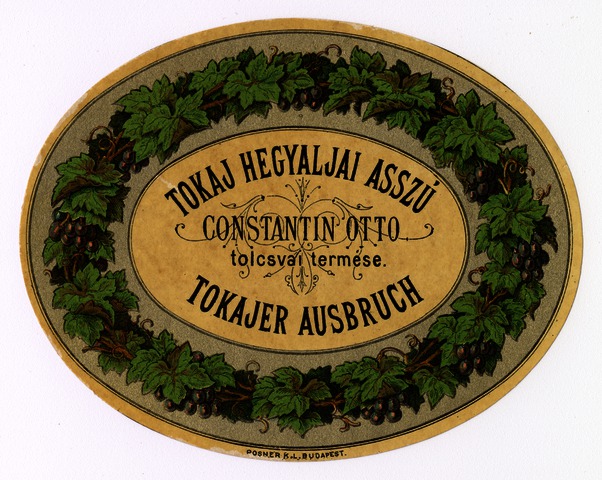 TOKAJ HEGYALJAI ASSZÚ
CONSTANTIN OTTO
tolcsvai termése.
TOKAJER AUSBRUCH
POSNER K.L. BUDAPEST.